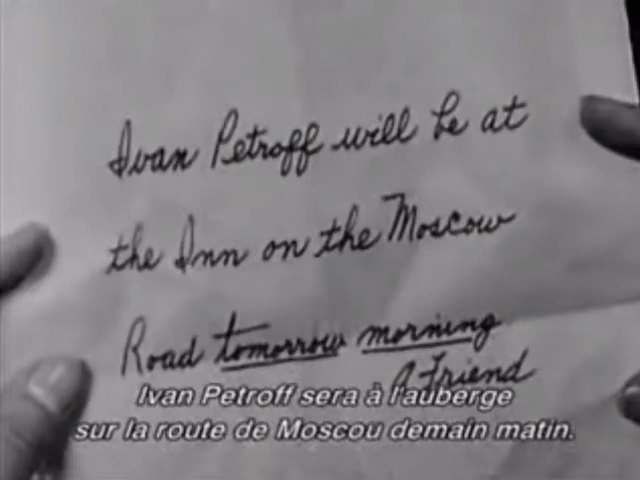 Ivan Petroff will be at
the Inn on the Moscow
Road tomorrow morning
A Friend
Ivan Petroff sera à l'auberge
sur la route de Moscou demain matin.